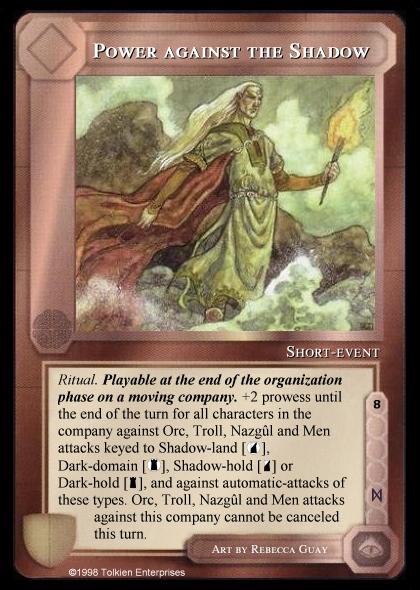 POWER AGAINST THE SHADOW
SHORT-EVENT
Ritual. Playable at the end of the organization
phase on a moving company. +2 prowess until
the end of the turn for all characters in the
company against Orc, Troll, Nazgûl and Men
attacks keyed to Shadow-land [],
Dark-domain [], Shadow-hold [] or
Dark-hold [], and against automatic-attacks of
these types. Orc, Troll, Nazgûl and Men attacks
against this company cannot be canceled
this turn.
8
ART BY REBECCA GUAY
©1998 Tolkien Enterprises